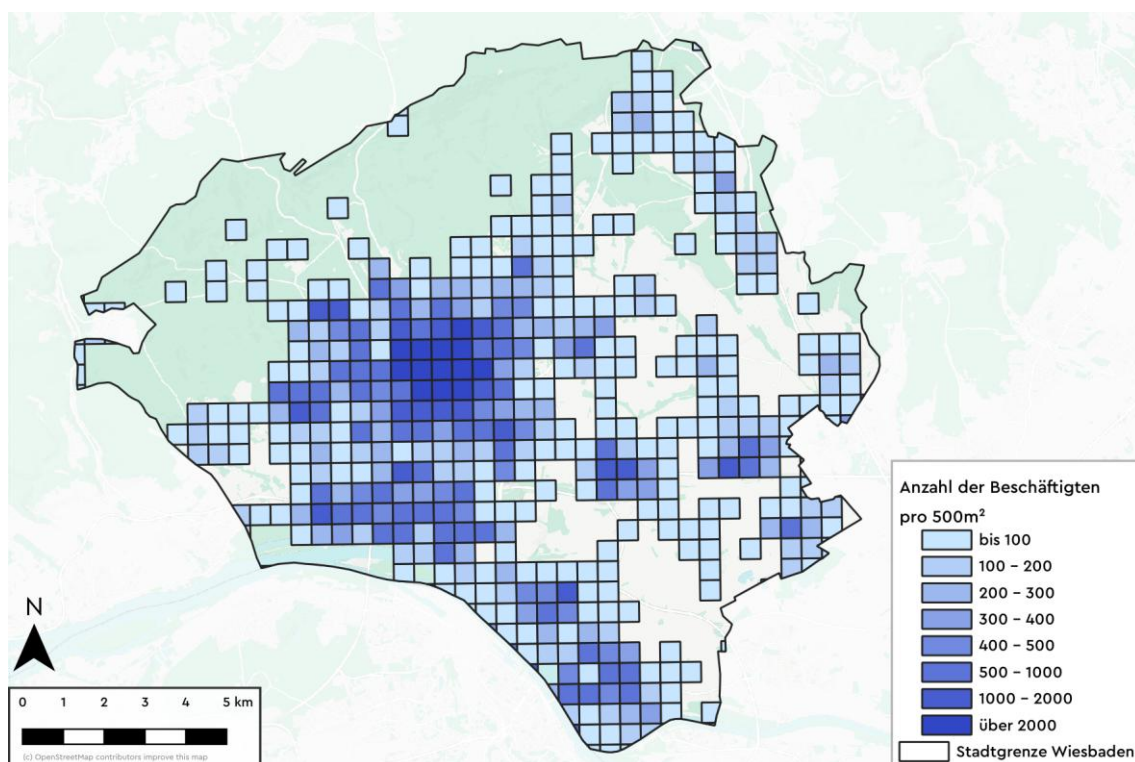 Anzahl der Beschäftigten
pro 500m²
bis 100
100 – 200
200 – 300
300 – 400
400 – 500
500 – 1000
1000 – 2000
über 2000
Stadtgrenze Wiesbaden
N
0 1 2 3 4 5 km
(c) OpenStreetMap contributors improve this map